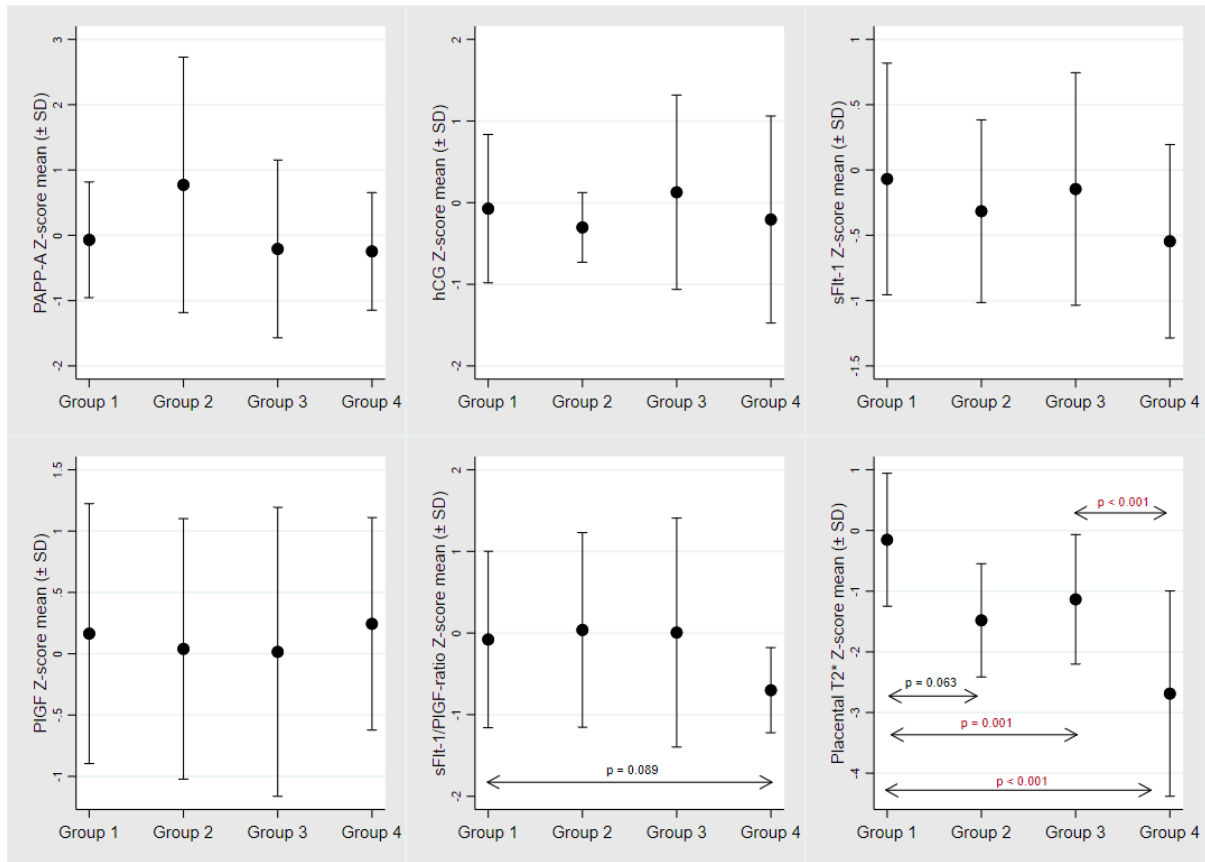 PAPP-A Z-score mean (± SD)
3
2
1
0
-1
-2
Group 1 Group 2 Group 3 Group 4
hCG Z-score mean (± SD)
2
1
0
-1
-2
Group 1 Group 2 Group 3 Group 4
sFlt-1 Z-score mean (± SD)
1
.5
0
-.5
-1
-1.5
Group 1 Group 2 Group 3 Group 4
PlGF Z-score mean (± SD)
1.5
1
.5
0
-.5
-1
Group 1 Group 2 Group 3 Group 4
sFlt-1/PlGF-ratio Z-score mean (± SD)
2
1
0
-1
-2
p = 0.089
Group 1 Group 2 Group 3 Group 4
Placental T2* Z-score mean (± SD)
1
0
-1
-2
-3
-4
p < 0.001
p = 0.063
p = 0.001
p < 0.001
Group 1 Group 2 Group 3 Group 4